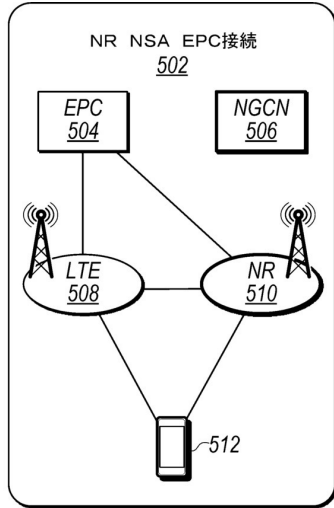 NR NSA EPC接続
502
EPC
504
NGCN
506
LTE
508
NR
510
512